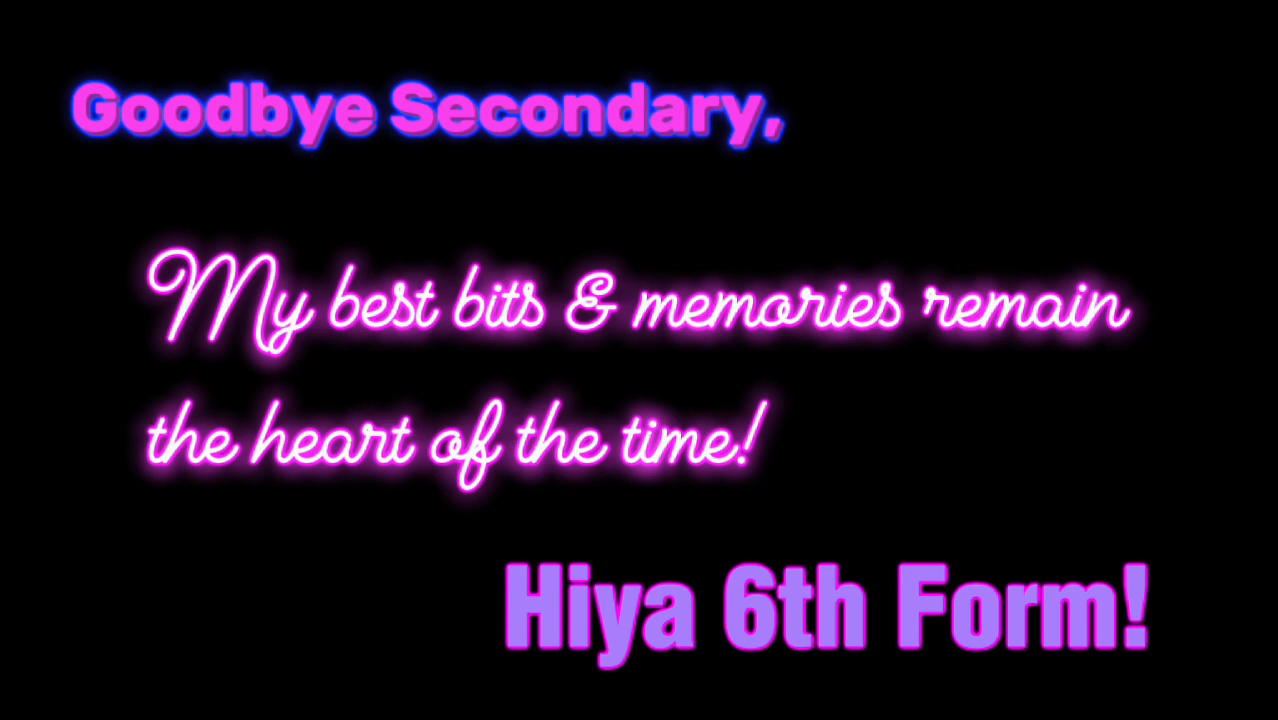 Goodbye Secondary,
My best bits & memories remain
the heart of the time!
Hiya 6th Form!